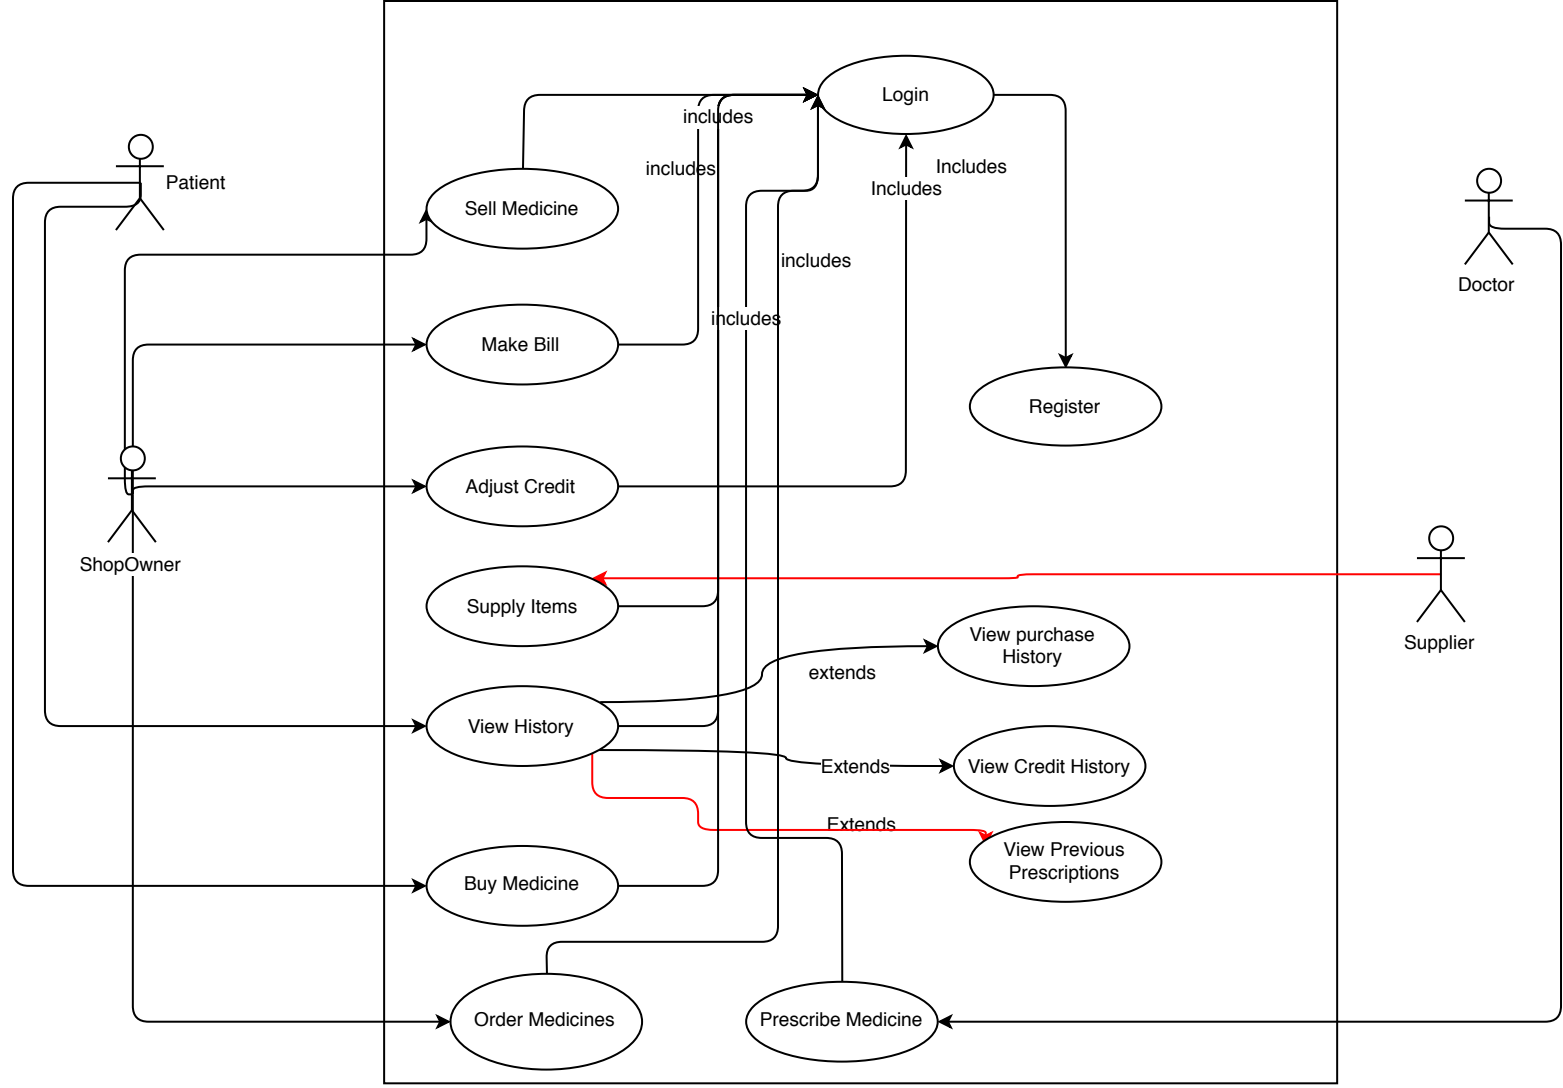 Login
includes
includes
Includes
Patient
Includes
Sell Medicine
includes
Doctor
includes
Make Bill
Register
Adjust Credit
ShopOwner
Supply Items
View purchase
History
Supplier
extends
View History
Extends
View Credit History
Extends
View Previous
Prescriptions
Buy Medicine
Order Medicines
Prescribe Medicine